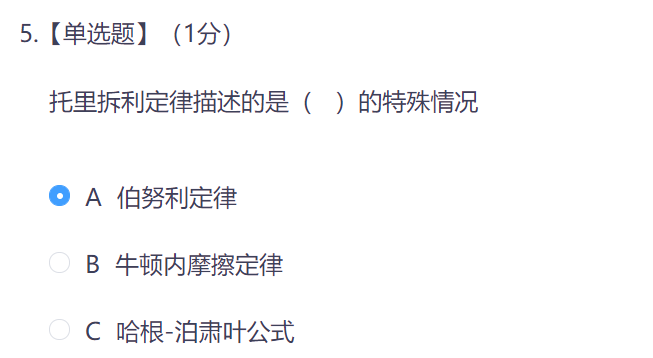 5.【单选题】（1分）
托里拆利定律描述的是（　）的特殊情况
A 伯努利定律
B 牛顿内摩擦定律
C 哈根-泊肃叶公式